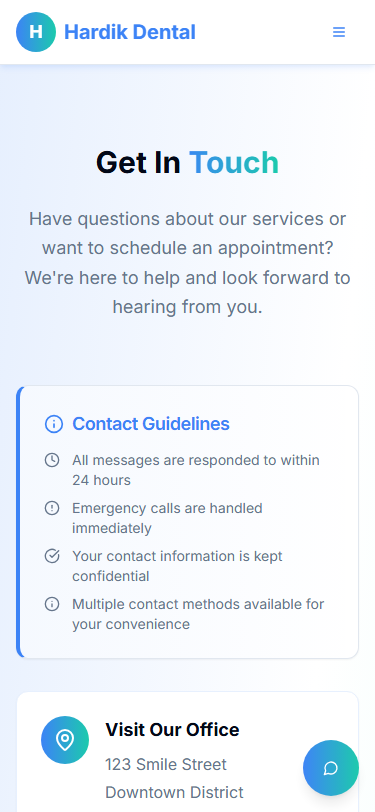 H Hardik Dental
Get In Touch
Have questions about our services or
want to schedule an appointment?
We're here to help and look forward to
hearing from you.
Contact Guidelines
All messages are responded to within
24 hours
Emergency calls are handled
immediately
Your contact information is kept
confidential
Multiple contact methods available for
your convenience
Visit Our Office
123 Smile Street
Downtown District